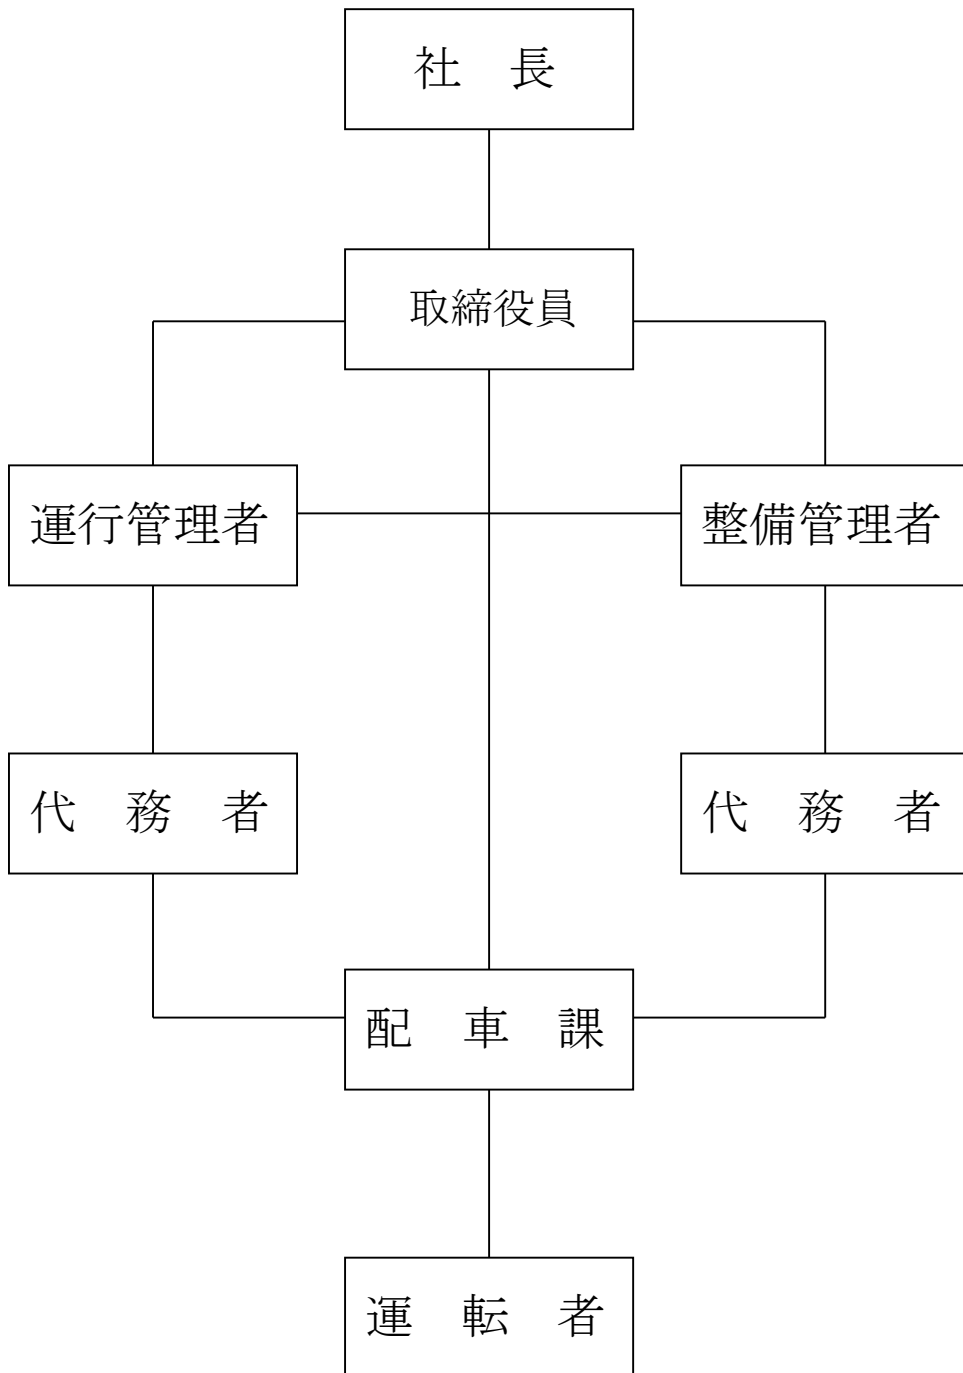 社　長
取締役員
運行管理者
整備管理者
代　務　者
代　務　者
配　車　課
運　転　者